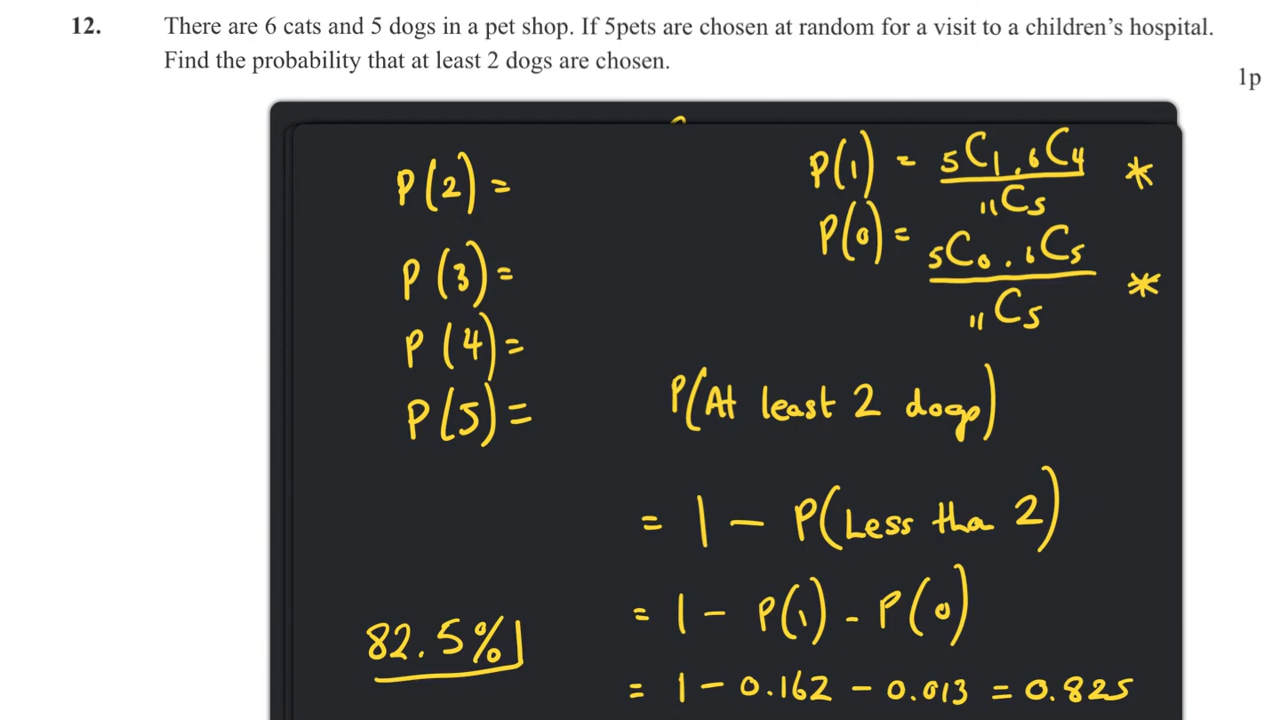 12. There are 6 cats and 5 dogs in a pet shop. If 5pets are chosen at random for a visit to a children's hospital.
Find the probability that at least 2 dogs are chosen.
1p
P(2) =
P(3) =
P(4) =
P(5) =
P(1) = 5C1 . 6C4 *
11C5
P(0) = 5C0 . 6C5 *
11C5
P(At least 2 dogs)
= 1 - P(Less tha 2)
= 1 - P(1) - P(0)
= 1 - 0.162 - 0.013 = 0.825
82.5%